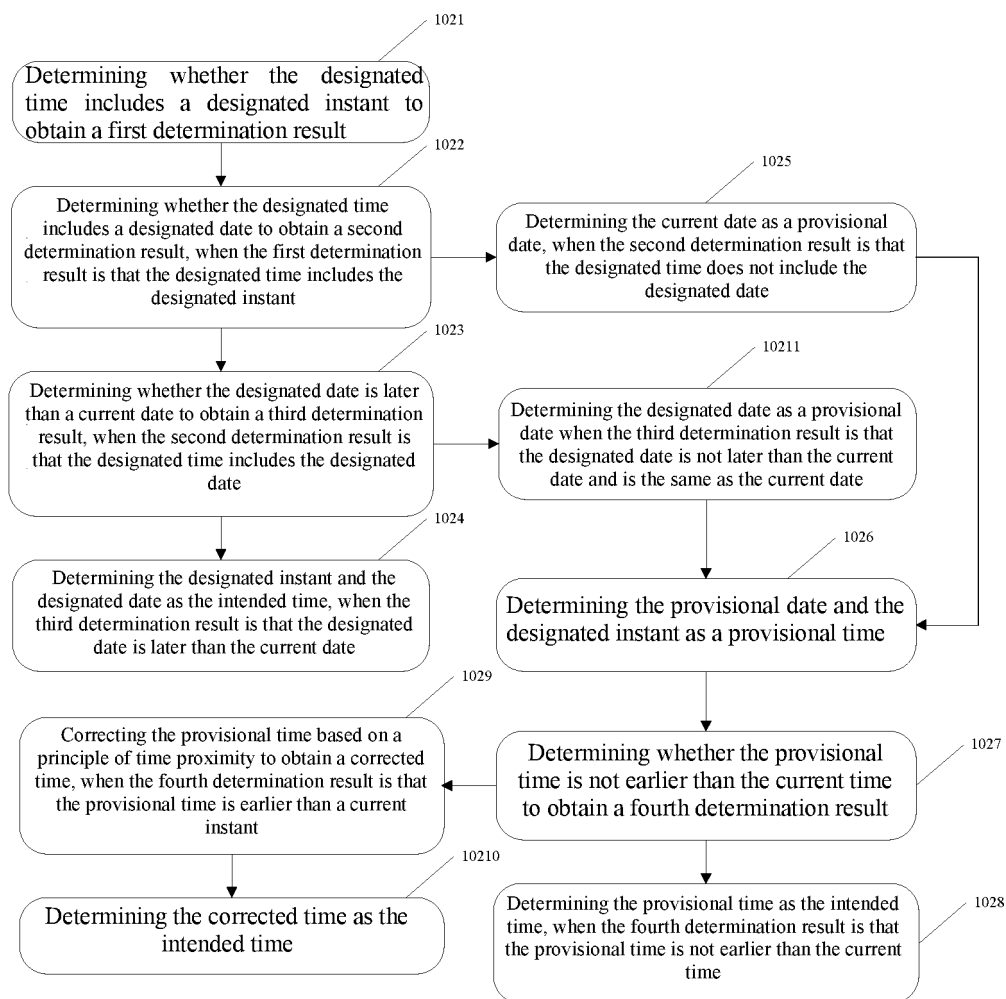 1021
Determining whether the designated
time includes a designated instant to
obtain a first determination result
1022
Determining whether the designated time
includes a designated date to obtain a second
determination result, when the first determination
result is that the designated time includes the
designated instant
1025
Determining the current date as a provisional
date, when the second determination result is that
the designated time does not include the
designated date
1023
Determining whether the designated date is later
than a current date to obtain a third determination
result, when the second determination result is
that the designated time includes the designated
date
10211
Determining the designated date as a provisional
date when the third determination result is that
the designated date is not later than the current
date and is the same as the current date
1024
Determining the designated instant and the
designated date as the intended time, when the
third determination result is that the designated
date is later than the current date
1026
Determining the provisional date and the
designated instant as a provisional time
1029
Correcting the provisional time based on a
principle of time proximity to obtain a corrected
time, when the fourth determination result is that
the provisional time is earlier than a current
instant
1027
Determining whether the provisional
time is not earlier than the current time
to obtain a fourth determination result
10210
Determining the corrected time as the
intended time
1028
Determining the provisional time as the intended
time, when the fourth determination result is that
the provisional time is not earlier than the current
time